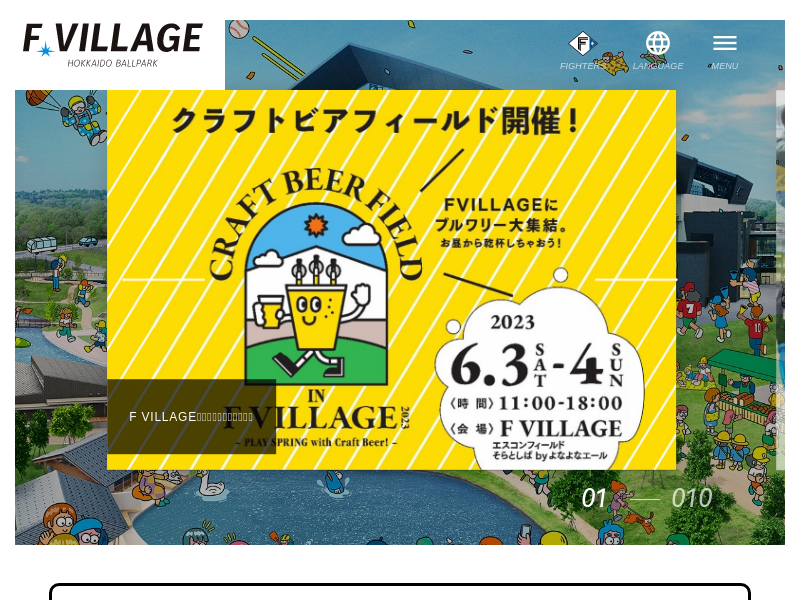 F VILLAGE
HOKKAIDO BALLPARK
FIGHTERS
LANGUAGE
MENU
クラフトビアフィールド開催！
CRAFT BEER FIELD
IN
F VILLAGE 2023
– PLAY SPRING with Craft Beer! –
FVILLAGEに
ブルワリー大集結。
お昼から乾杯しちゃおう！
2023
6.3 SAT - 4 SUN
〈時 間〉11:00-18:00
〈会 場〉F VILLAGE
エスコンフィールド
そらとしば by よなよなエール
F VILLAGE
01
010